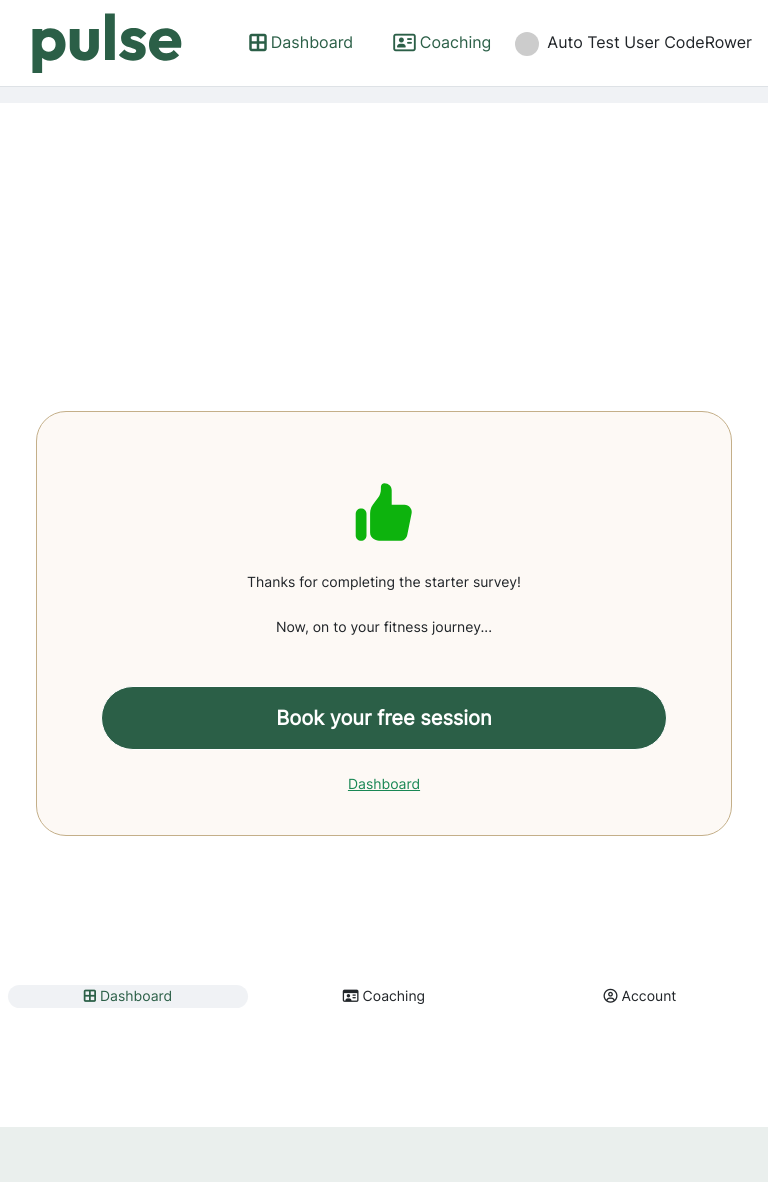 pulse
Dashboard
Coaching
Auto Test User CodeRower
Thanks for completing the starter survey!
Now, on to your fitness journey...
Book your free session
Dashboard
Dashboard
Coaching
Account